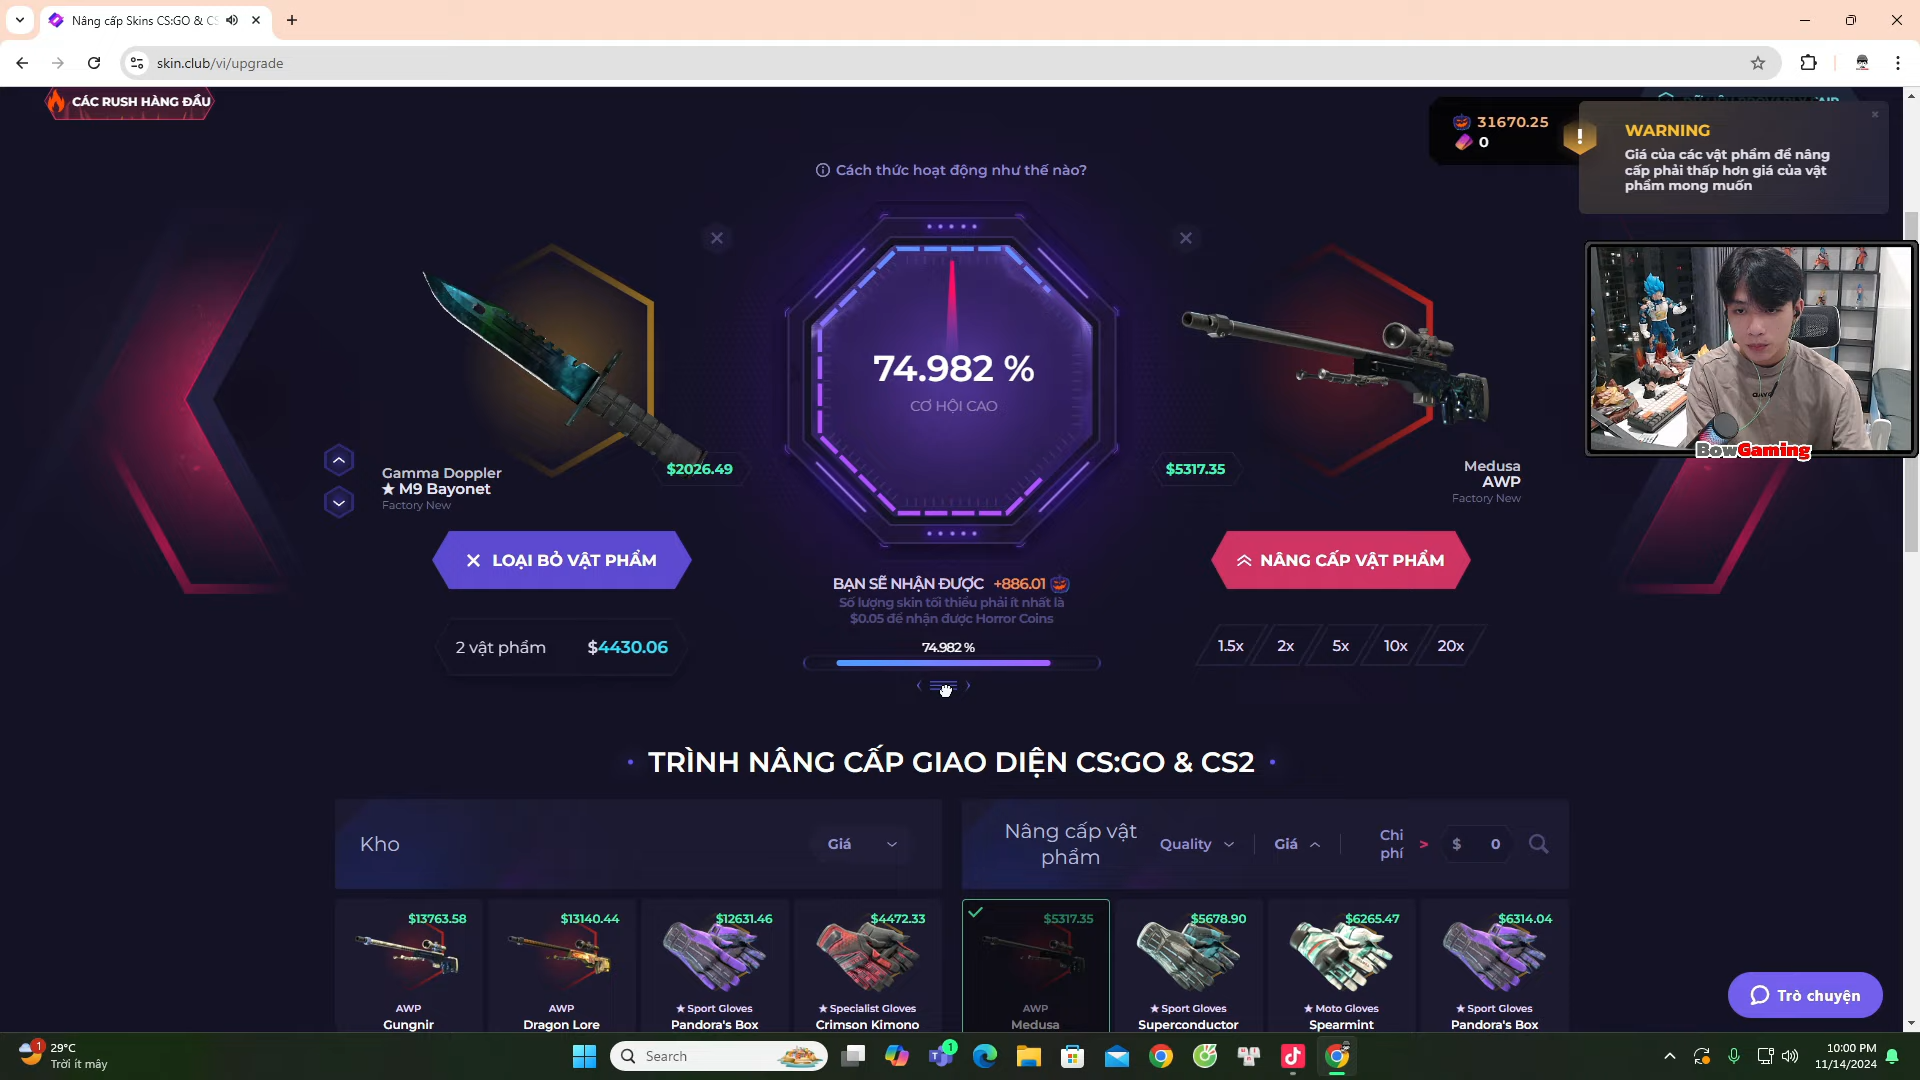 Nâng cấp Skins CS:GO & CS
skin.club/vi/upgrade
CÁC RUSH HÀNG ĐẦU
31670.25
0
WARNING
Giá của các vật phẩm để nâng
cấp phải thấp hơn giá của vật
phẩm mong muốn
Cách thức hoạt động như thế nào?
74.982 %
CƠ HỘI CAO
$2026.49
Gamma Doppler
★ M9 Bayonet
Factory New
$5317.35
Medusa
AWP
Factory New
BowGaming
LOẠI BỎ VẬT PHẨM
NÂNG CẤP VẬT PHẨM
BẠN SẼ NHẬN ĐƯỢC +886.01
Số lượng skin tối thiểu phải ít nhất là
$0.05 để nhận được Horror Coins
2 vật phẩm $4430.06
74.982 %
1.5x 2x 5x 10x 20x
TRÌNH NÂNG CẤP GIAO DIỆN CS:GO & CS2
Kho
Giá
Nâng cấp vật
phẩm
Quality
Giá
Chi
phí
> $ 0
$13763.58
AWP
Gungnir
$13140.44
AWP
Dragon Lore
$12631.46
★ Sport Gloves
Pandora's Box
$4472.33
★ Specialist Gloves
Crimson Kimono
$5317.35
AWP
Medusa
$5678.90
★ Sport Gloves
Superconductor
$6265.47
★ Moto Gloves
Spearmint
$6314.04
★ Sport Gloves
Pandora's Box
Trò chuyện
1
29°C
Trời ít mây
Search
1
10:00 PM
11/14/2024